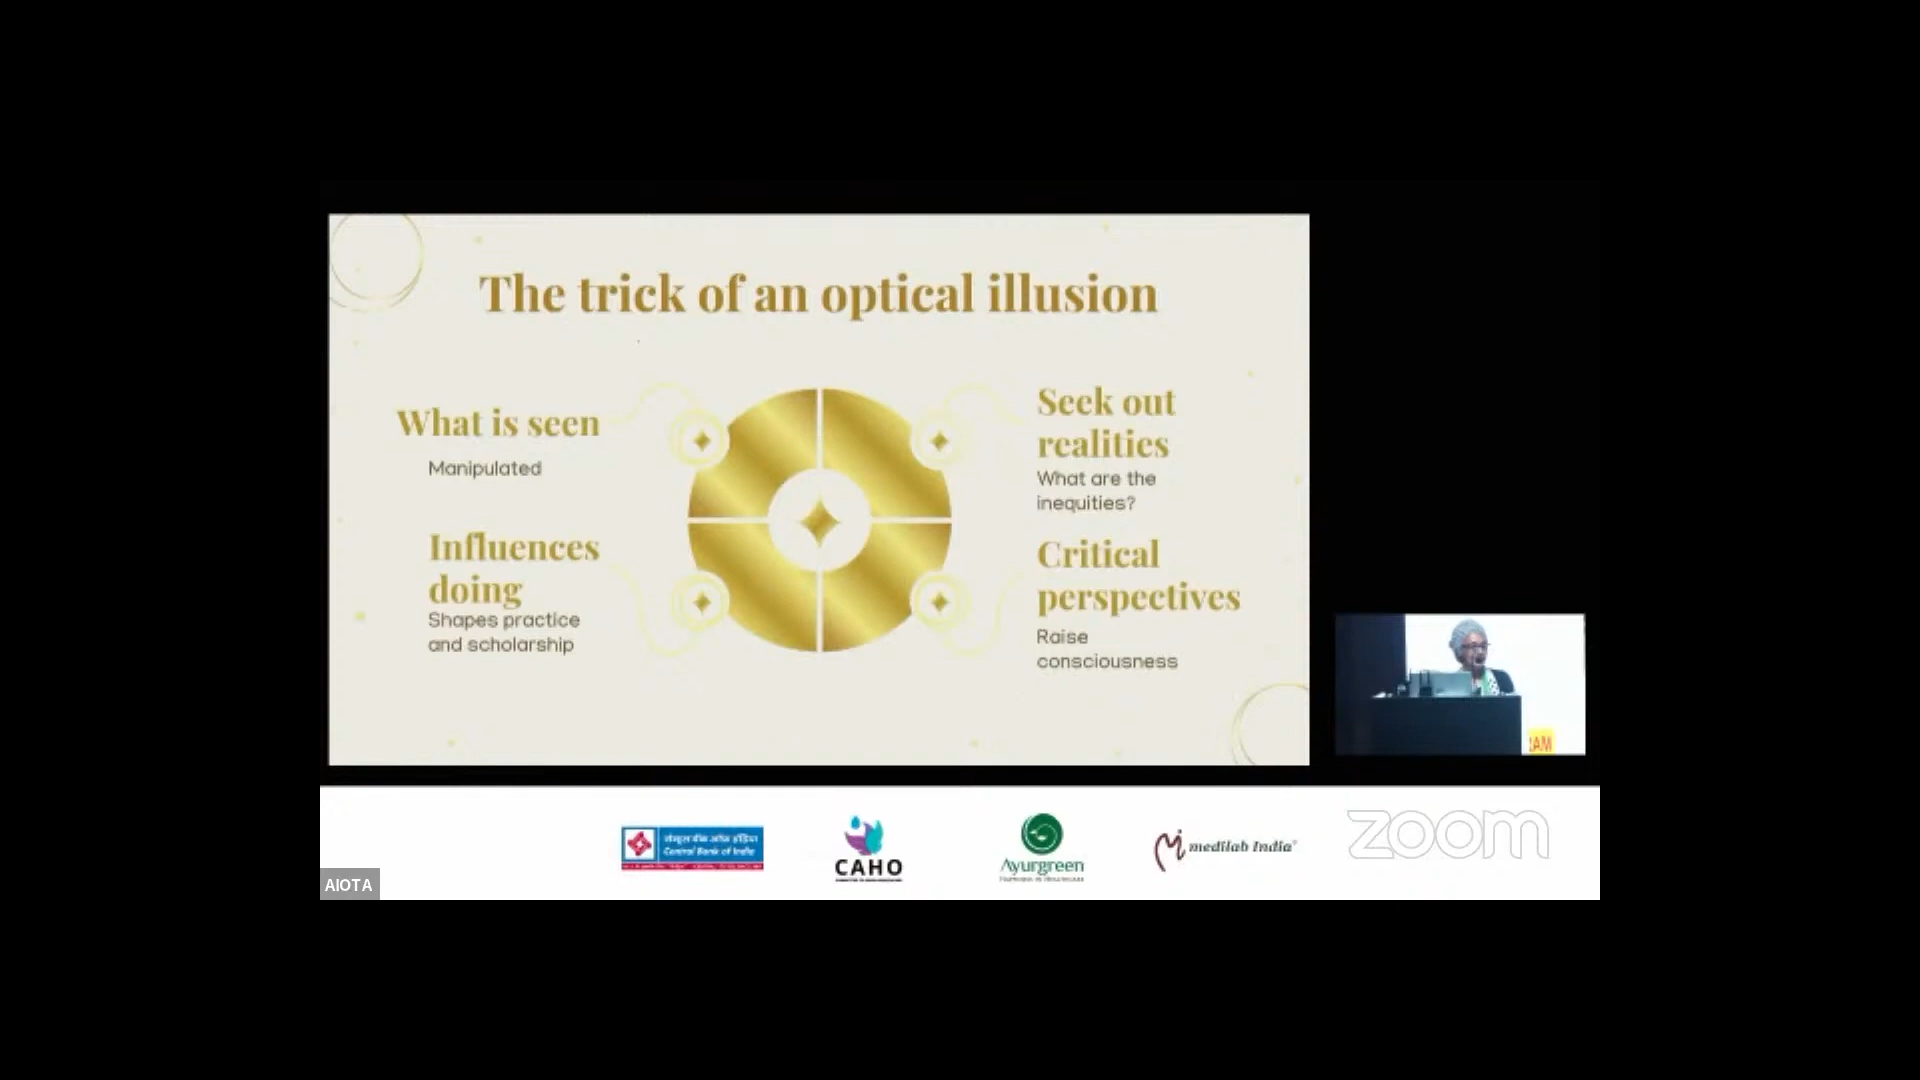 The trick of an optical illusion
What is seen
Manipulated
Influences
doing
Shapes practice
and scholarship
Seek out
realities
What are the
inequities?
Critical
perspectives
Raise
consciousness
AM
Central Bank of India
CAHO
Ayurgreen
medilab India
zoom
AIOTA